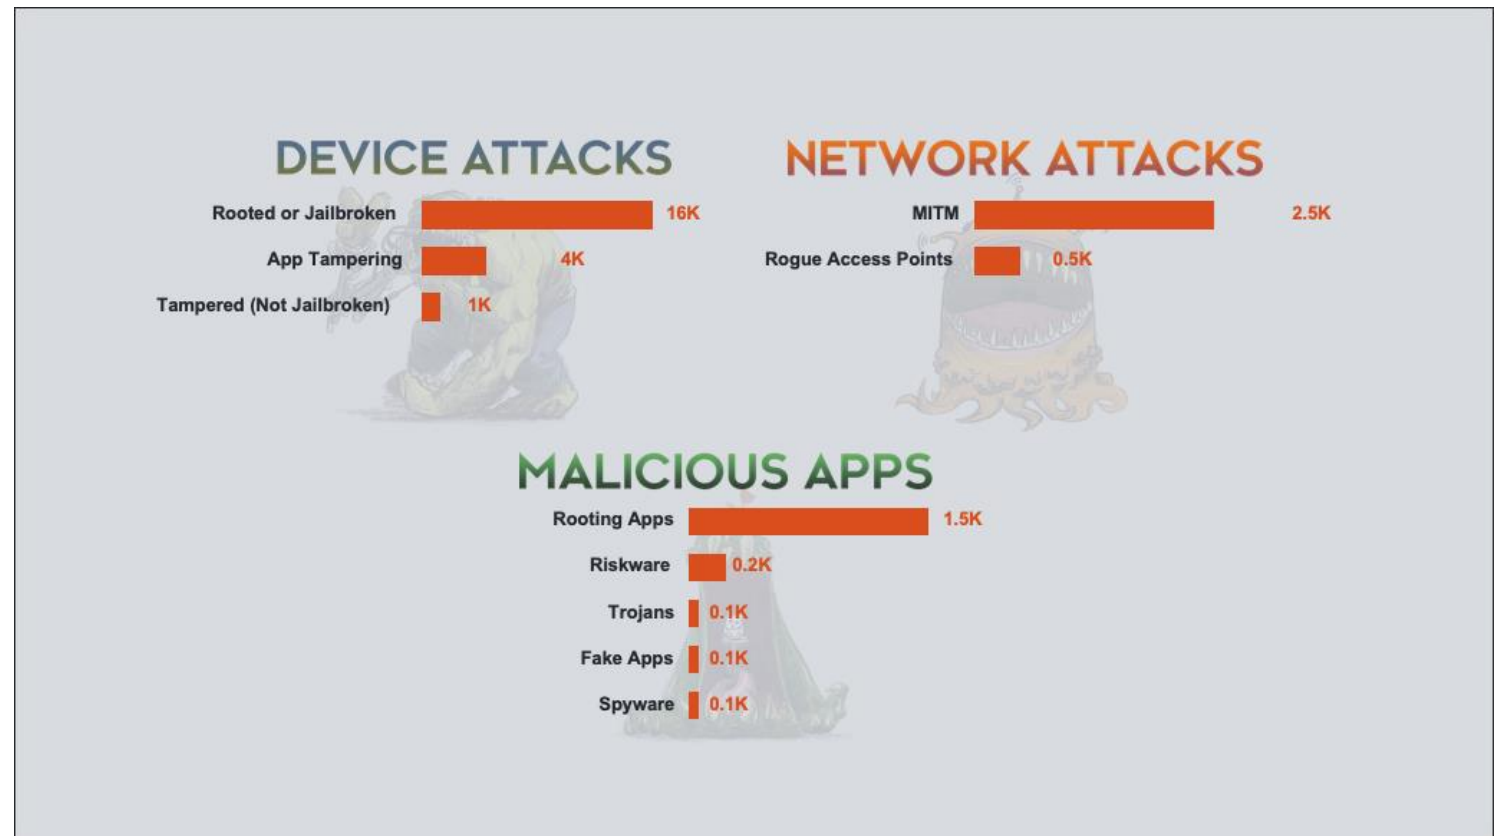 DEVICE ATTACKS
Rooted or Jailbroken 16K
App Tampering 4K
Tampered (Not Jailbroken) 1K
NETWORK ATTACKS
MITM 2.5K
Rogue Access Points 0.5K
MALICIOUS APPS
Rooting Apps 1.5K
Riskware 0.2K
Trojans 0.1K
Fake Apps 0.1K
Spyware 0.1K